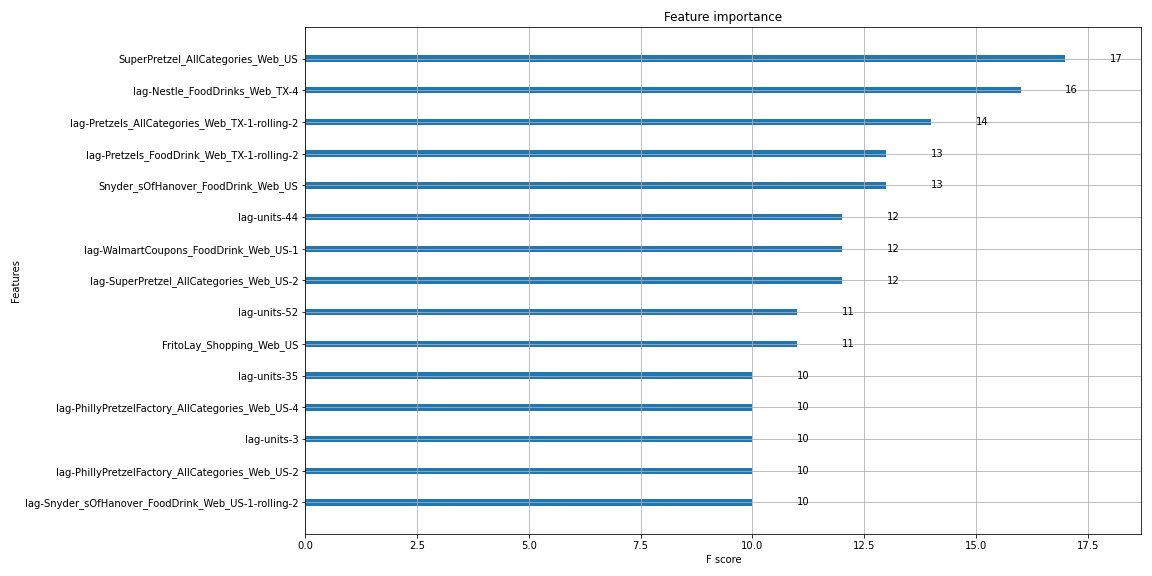 Feature importance
SuperPretzel_AllCategories_Web_US 17
lag-Nestle_FoodDrinks_Web_TX-4 16
lag-Pretzels_AllCategories_Web_TX-1-rolling-2 14
lag-Pretzels_FoodDrink_Web_TX-1-rolling-2 13
Snyder_sOfHanover_FoodDrink_Web_US 13
lag-units-44 12
lag-WalmartCoupons_FoodDrink_Web_US-1 12
lag-SuperPretzel_AllCategories_Web_US-2 12
lag-units-52 11
FritoLay_Shopping_Web_US 11
lag-units-35 10
lag-PhillyPretzelFactory_AllCategories_Web_US-4 10
lag-units-3 10
lag-PhillyPretzelFactory_AllCategories_Web_US-2 10
lag-Snyder_sOfHanover_FoodDrink_Web_US-1-rolling-2 10
Features
0.0 2.5 5.0 7.5 10.0 12.5 15.0 17.5
F score